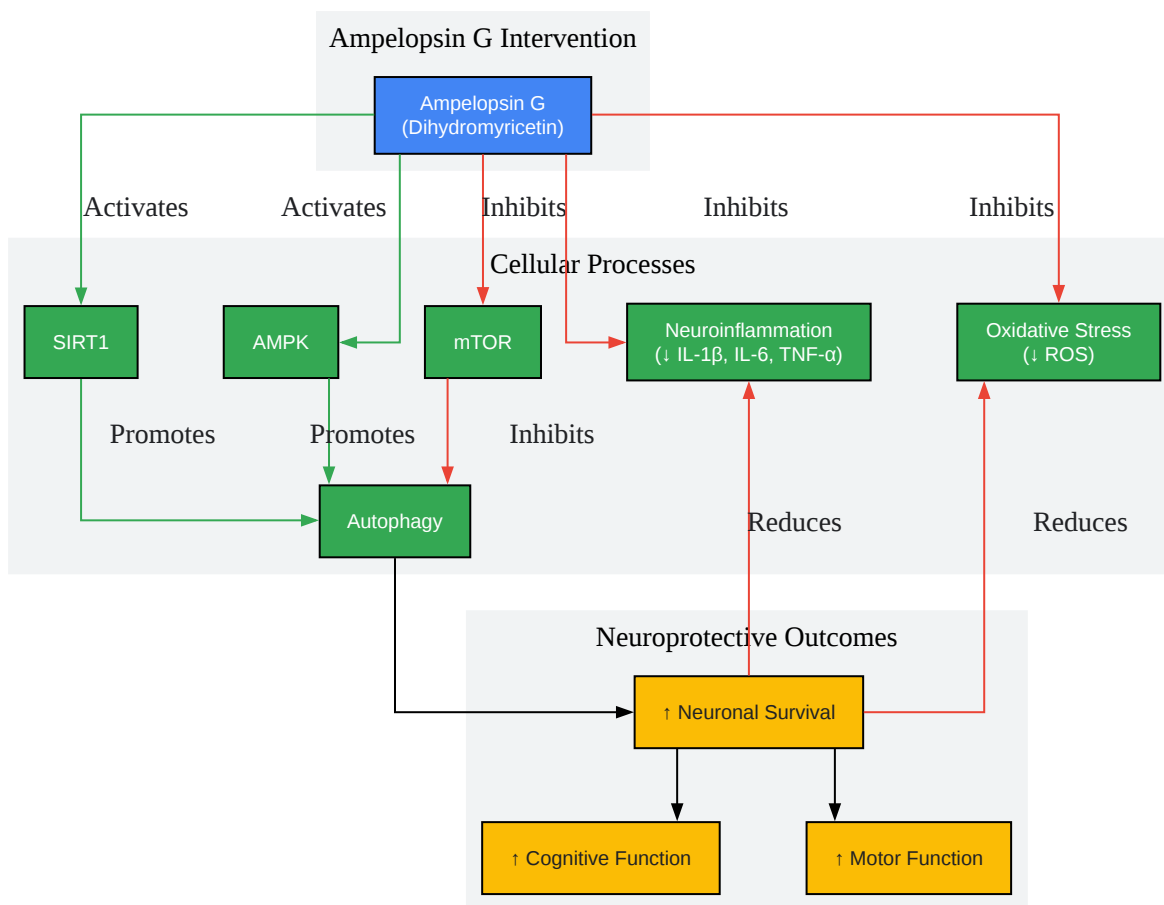 Ampelopsin G Intervention
Ampelopsin G
(Dihydromyricetin)
Activates
Activates
Inhibits
Inhibits
Inhibits
Cellular Processes
SIRT1
AMPK
mTOR
Neuroinflammation
(↓ IL-1β, IL-6, TNF-α)
Oxidative Stress
(↓ ROS)
Promotes
Promotes
Inhibits
Autophagy
Reduces
Reduces
Neuroprotective Outcomes
↑ Neuronal Survival
↑ Cognitive Function
↑ Motor Function